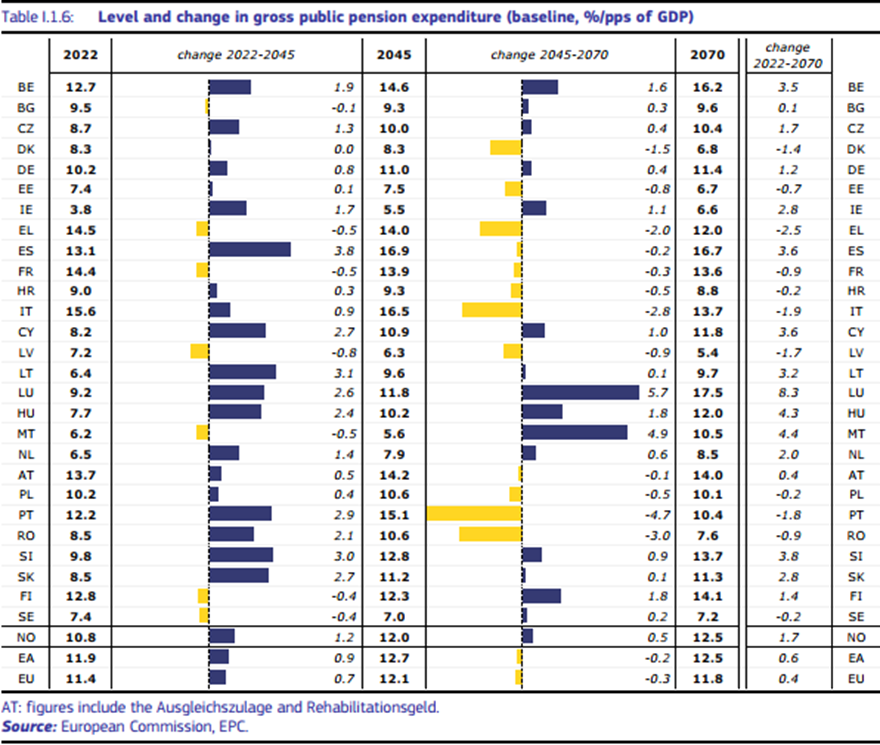 Table I.1.6: Level and change in gross public pension expenditure (baseline, %/pps of GDP)
2022 change 2022-2045 2045 change 2045-2070 2070 change 2022-2070
BE 12.7 1.9 14.6 1.6 16.2 3.5 BE
BG 9.5 -0.1 9.3 0.3 9.6 0.1 BG
CZ 8.7 1.3 10.0 0.4 10.4 1.7 CZ
DK 8.3 0.0 8.3 -1.5 6.8 -1.4 DK
DE 10.2 0.8 11.0 0.4 11.4 1.2 DE
EE 7.4 0.1 7.5 -0.8 6.7 -0.7 EE
IE 3.8 1.7 5.5 1.1 6.6 2.8 IE
EL 14.5 -0.5 14.0 -2.0 12.0 -2.5 EL
ES 13.1 3.8 16.9 -0.2 16.7 3.6 ES
FR 14.4 -0.5 13.9 -0.3 13.6 -0.9 FR
HR 9.0 0.3 9.3 -0.5 8.8 -0.2 HR
IT 15.6 0.9 16.5 -2.8 13.7 -1.9 IT
CY 8.2 2.7 10.9 1.0 11.8 3.6 CY
LV 7.2 -0.8 6.3 -0.9 5.4 -1.7 LV
LT 6.4 3.1 9.6 0.1 9.7 3.2 LT
LU 9.2 2.6 11.8 5.7 17.5 8.3 LU
HU 7.7 2.4 10.2 1.8 12.0 4.3 HU
MT 6.2 -0.5 5.6 4.9 10.5 4.4 MT
NL 6.5 1.4 7.9 0.6 8.5 2.0 NL
AT 13.7 0.5 14.2 -0.1 14.0 0.4 AT
PL 10.2 0.4 10.6 -0.5 10.1 -0.2 PL
PT 12.2 2.9 15.1 -4.7 10.4 -1.8 PT
RO 8.5 2.1 10.6 -3.0 7.6 -0.9 RO
SI 9.8 3.0 12.8 0.9 13.7 3.8 SI
SK 8.5 2.7 11.2 0.1 11.3 2.8 SK
FI 12.8 -0.4 12.3 1.8 14.1 1.4 FI
SE 7.4 -0.4 7.0 0.2 7.2 -0.2 SE
NO 10.8 1.2 12.0 0.5 12.5 1.7 NO
EA 11.9 0.9 12.7 -0.2 12.5 0.6 EA
EU 11.4 0.7 12.1 -0.3 11.8 0.4 EU
AT: figures include the Ausgleichszulage and Rehabilitationsgeld.
Source: European Commission, EPC.